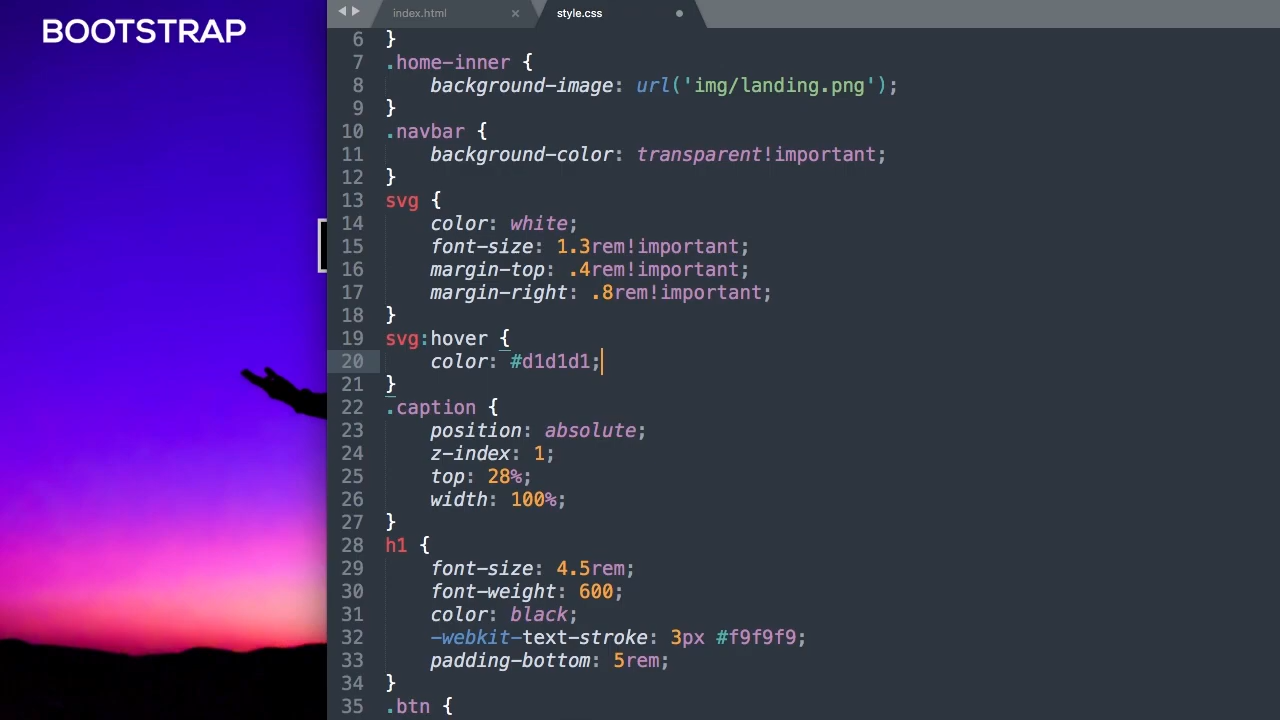 BOOTSTRAP
index.html ×
style.css
6 }
7 .home-inner {
8 background-image: url('img/landing.png');
9 }
10 .navbar {
11 background-color: transparent!important;
12 }
13 svg {
14 color: white;
15 font-size: 1.3rem!important;
16 margin-top: .4rem!important;
17 margin-right: .8rem!important;
18 }
19 svg:hover {
20 color: #d1d1d1;
21 }
22 .caption {
23 position: absolute;
24 z-index: 1;
25 top: 28%;
26 width: 100%;
27 }
28 h1 {
29 font-size: 4.5rem;
30 font-weight: 600;
31 color: black;
32 -webkit-text-stroke: 3px #f9f9f9;
33 padding-bottom: 5rem;
34 }
35 .btn {